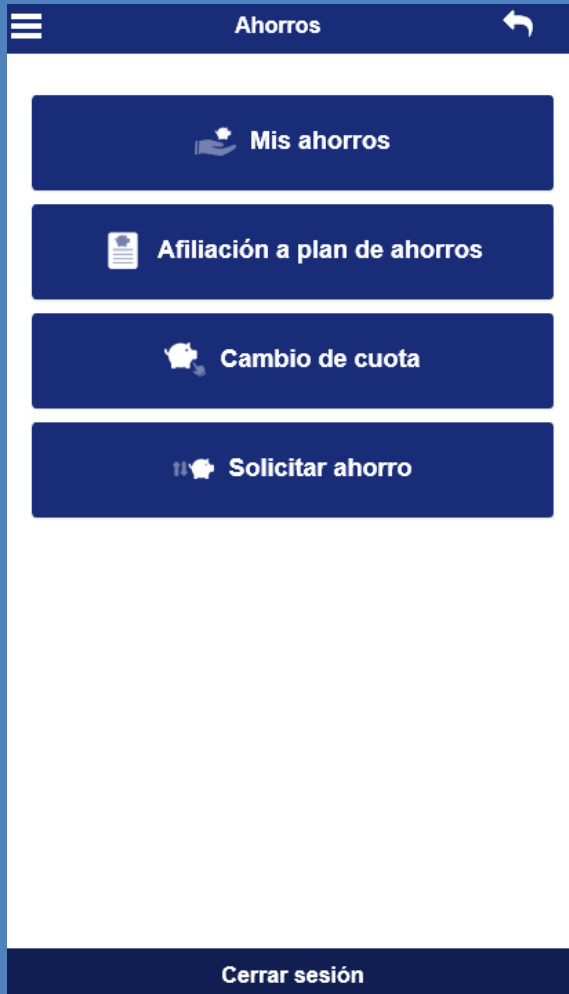 Ahorros
Mis ahorros
Afiliación a plan de ahorros
Cambio de cuota
Solicitar ahorro
Cerrar sesión